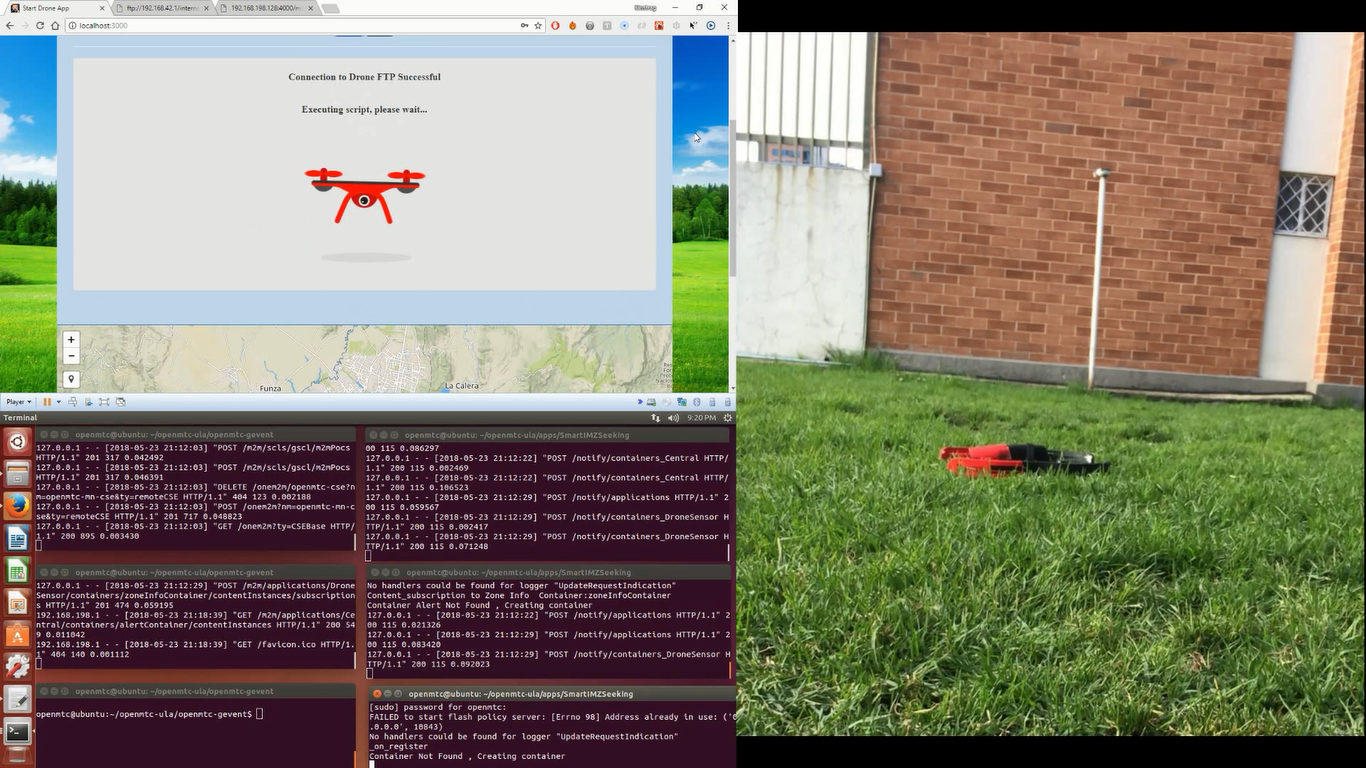 Start Drone App
ftp://192.168.42.1/intern
192.168.198.128:4000/m
localhost:3000
Connection to Drone FTP Successful
Executing script, please wait...
+
−
Funza
La Calera
Player
Terminal
9:20 PM
openmtc@ubuntu: ~/openmtc-ula/openmtc-gevent
127.0.0.1 - - [2018-05-23 21:12:03] "POST /m2m/scls/gscl/m2mPocs
HTTP/1.1" 201 317 0.042492
127.0.0.1 - - [2018-05-23 21:12:03] "POST /m2m/scls/gscl/m2mPocs
HTTP/1.1" 201 317 0.046391
127.0.0.1 - - [2018-05-23 21:12:03] "DELETE /onem2m/openmtc-cse?n
m=openmtc-mn-cse&ty=remoteCSE HTTP/1.1" 404 123 0.002188
127.0.0.1 - - [2018-05-23 21:12:03] "POST /onem2m?nm=openmtc-mn-c
se&ty=remoteCSE HTTP/1.1" 201 717 0.048823
127.0.0.1 - - [2018-05-23 21:12:03] "GET /onem2m?ty=CSEBase HTTP/
1.1" 200 895 0.003430
openmtc@ubuntu: ~/openmtc-ula/apps/SmartIMZSeeking
00 115 0.086297
127.0.0.1 - - [2018-05-23 21:12:22] "POST /notify/containers_Central HTTP/
1.1" 200 115 0.002469
127.0.0.1 - - [2018-05-23 21:12:22] "POST /notify/containers_Central HTTP/
1.1" 200 115 0.106523
127.0.0.1 - - [2018-05-23 21:12:29] "POST /notify/applications HTTP/1.1" 2
00 115 0.059567
127.0.0.1 - - [2018-05-23 21:12:29] "POST /notify/containers_DroneSensor H
TTP/1.1" 200 115 0.002417
127.0.0.1 - - [2018-05-23 21:12:29] "POST /notify/containers_DroneSensor H
TTP/1.1" 200 115 0.071248
openmtc@ubuntu: ~/openmtc-ula/openmtc-gevent
127.0.0.1 - - [2018-05-23 21:12:29] "POST /m2m/applications/Drone
Sensor/containers/zoneInfoContainer/contentInstances/subscription
s HTTP/1.1" 201 474 0.059195
192.168.198.1 - - [2018-05-23 21:18:39] "GET /m2m/applications/Ce
ntral/containers/alertContainer/contentInstances HTTP/1.1" 200 54
9 0.011042
192.168.198.1 - - [2018-05-23 21:18:39] "GET /favicon.ico HTTP/1.
1" 404 140 0.001112
openmtc@ubuntu: ~/openmtc-ula/apps/SmartIMZSeeking
No handlers could be found for logger "UpdateRequestIndication"
Content_subscription to Zone Info  Container:zoneInfoContainer
Container Alert Not Found , Creating container
127.0.0.1 - - [2018-05-23 21:12:22] "POST /notify/applications HTTP/1.1" 2
00 115 0.021326
127.0.0.1 - - [2018-05-23 21:12:29] "POST /notify/applications HTTP/1.1" 2
00 115 0.083420
127.0.0.1 - - [2018-05-23 21:12:29] "POST /notify/containers_DroneSensor H
TTP/1.1" 200 115 0.092023
openmtc@ubuntu: ~/openmtc-ula/openmtc-gevent
openmtc@ubuntu:~/openmtc-ula/openmtc-gevent$
openmtc@ubuntu: ~/openmtc-ula/apps/SmartIMZSeeking
[sudo] password for openmtc:
FAILED to start flash policy server: [Errno 98] Address already in use: ('0
.0.0.0', 10843)
No handlers could be found for logger "UpdateRequestIndication"
_on_register
Container Not Found , Creating container